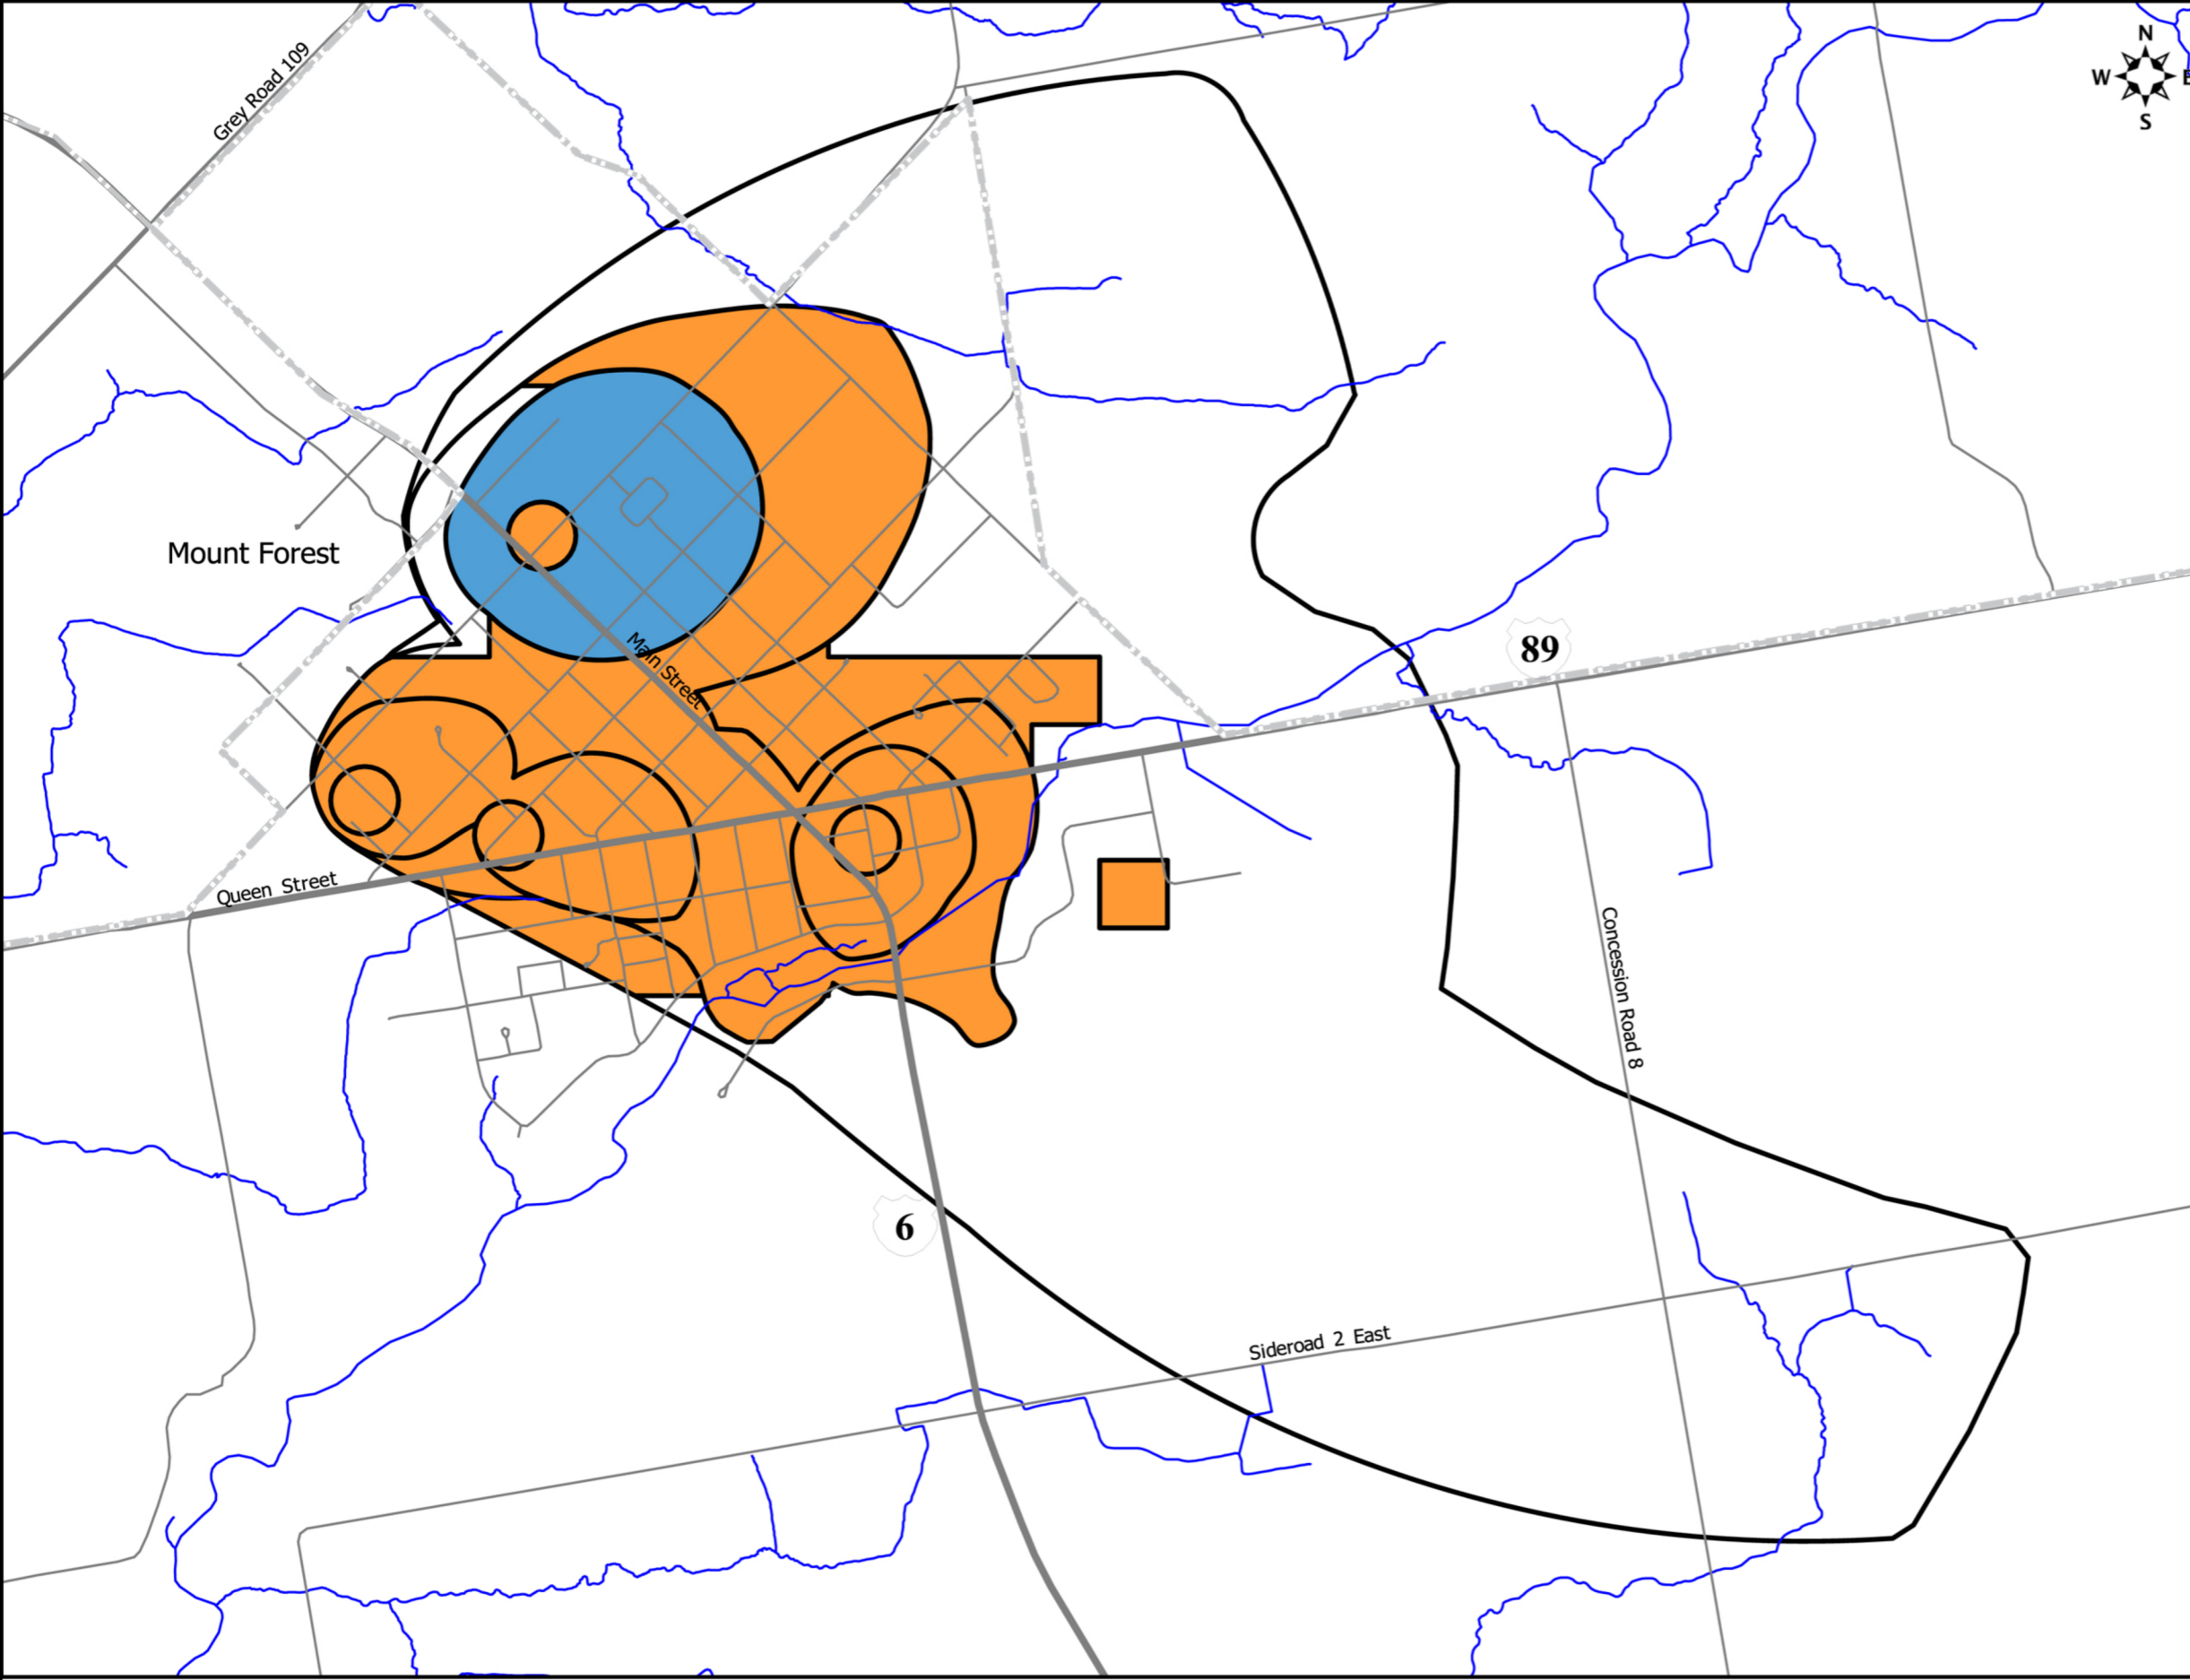 Grey Road 109
N
W E
S
Mount Forest
Main Street
89
Queen Street
Concession Road 8
6
Sideroad 2 East